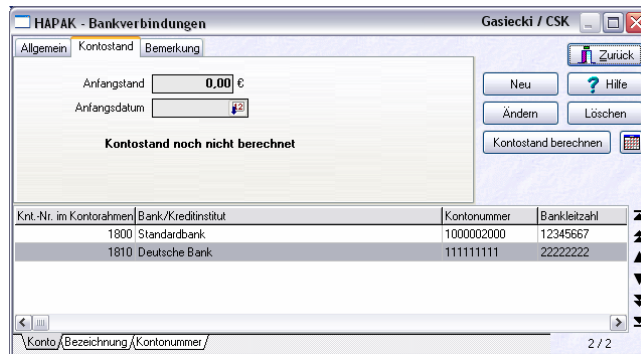 HAPAK - Bankverbindungen Gasiecki / CSK
Allgemein Kontostand Bemerkung
Zurück
Anfangstand 0,00 €
Neu Hilfe
Anfangsdatum
Ändern Löschen
Kontostand noch nicht berechnet
Kontostand berechnen
Knt.-Nr. im Kontorahmen Bank/Kreditinstitut Kontonummer Bankleitzahl
1800 Standardbank 1000002000 12345667
1810 Deutsche Bank 111111111 22222222
Konto Bezeichnung Kontonummer 2 / 2